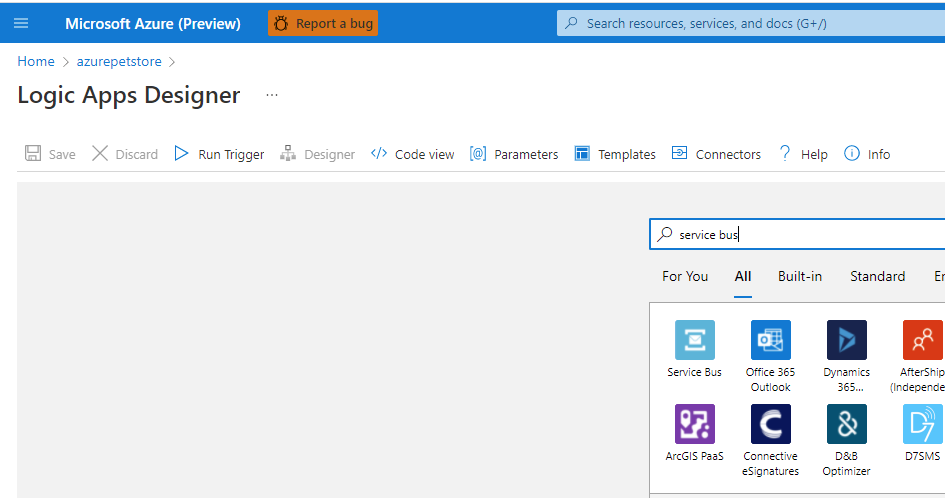 Microsoft Azure (Preview)
Report a bug
Search resources, services, and docs (G+/)
Home > azurepetstore >
Logic Apps Designer ...
Save
Discard
Run Trigger
Designer
</> Code view
[@] Parameters
Templates
Connectors
? Help
Info
service bus
For You
All
Built-in
Standard
En
Service Bus
Office 365
Outlook
Dynamics
365...
AfterShip
(Independe
ArcGIS PaaS
Connective
eSignatures
D&B
Optimizer
D7SMS